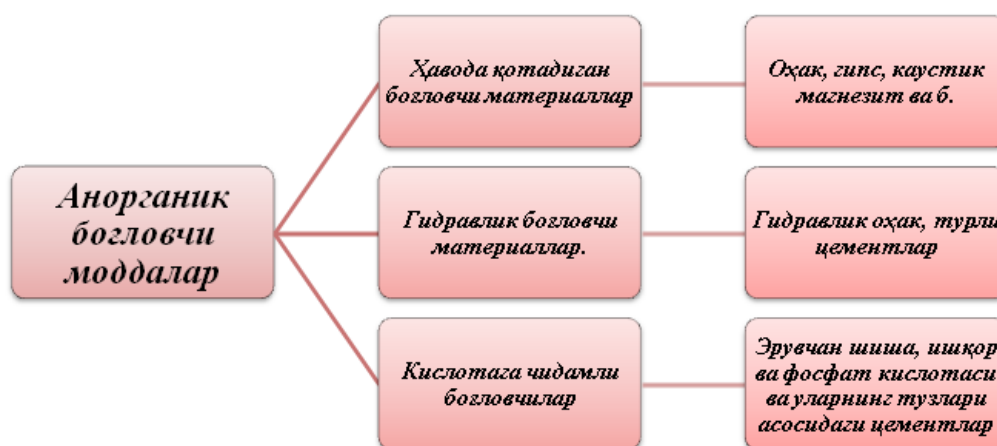 Анорганик
боғловчи
моддалар
Ҳавода қотадиган
боғловчи материаллар
Оҳак, гипс, каустик
магнезит ва б.
Гидравлик боғловчи
материаллар.
Гидравлик оҳак, турли
цементлар
Кислотага чидамли
боғловчилар
Эрувчан шиша, ишқор
ва фосфат кислотаси
ва уларнинг тузлари
асосидаги цементлар